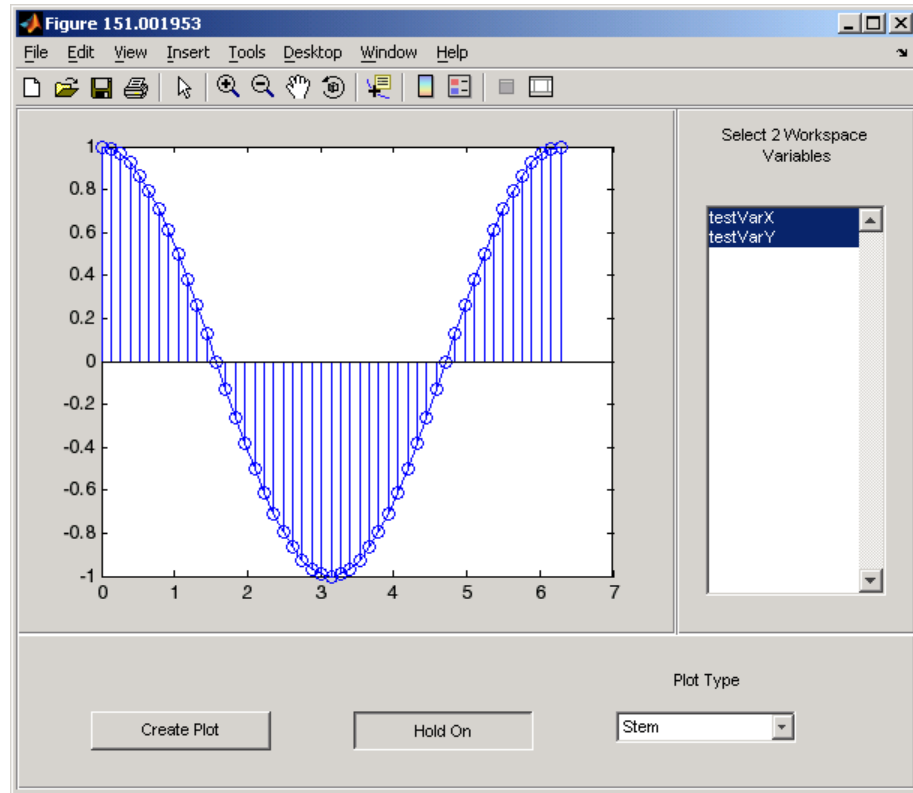 Figure 151.001953
File Edit View Insert Tools Desktop Window Help
Select 2 Workspace
Variables
testVarX
testVarY
1
0.8
0.6
0.4
0.2
0
-0.2
-0.4
-0.6
-0.8
-1
0 1 2 3 4 5 6 7
Plot Type
Create Plot
Hold On
Stem